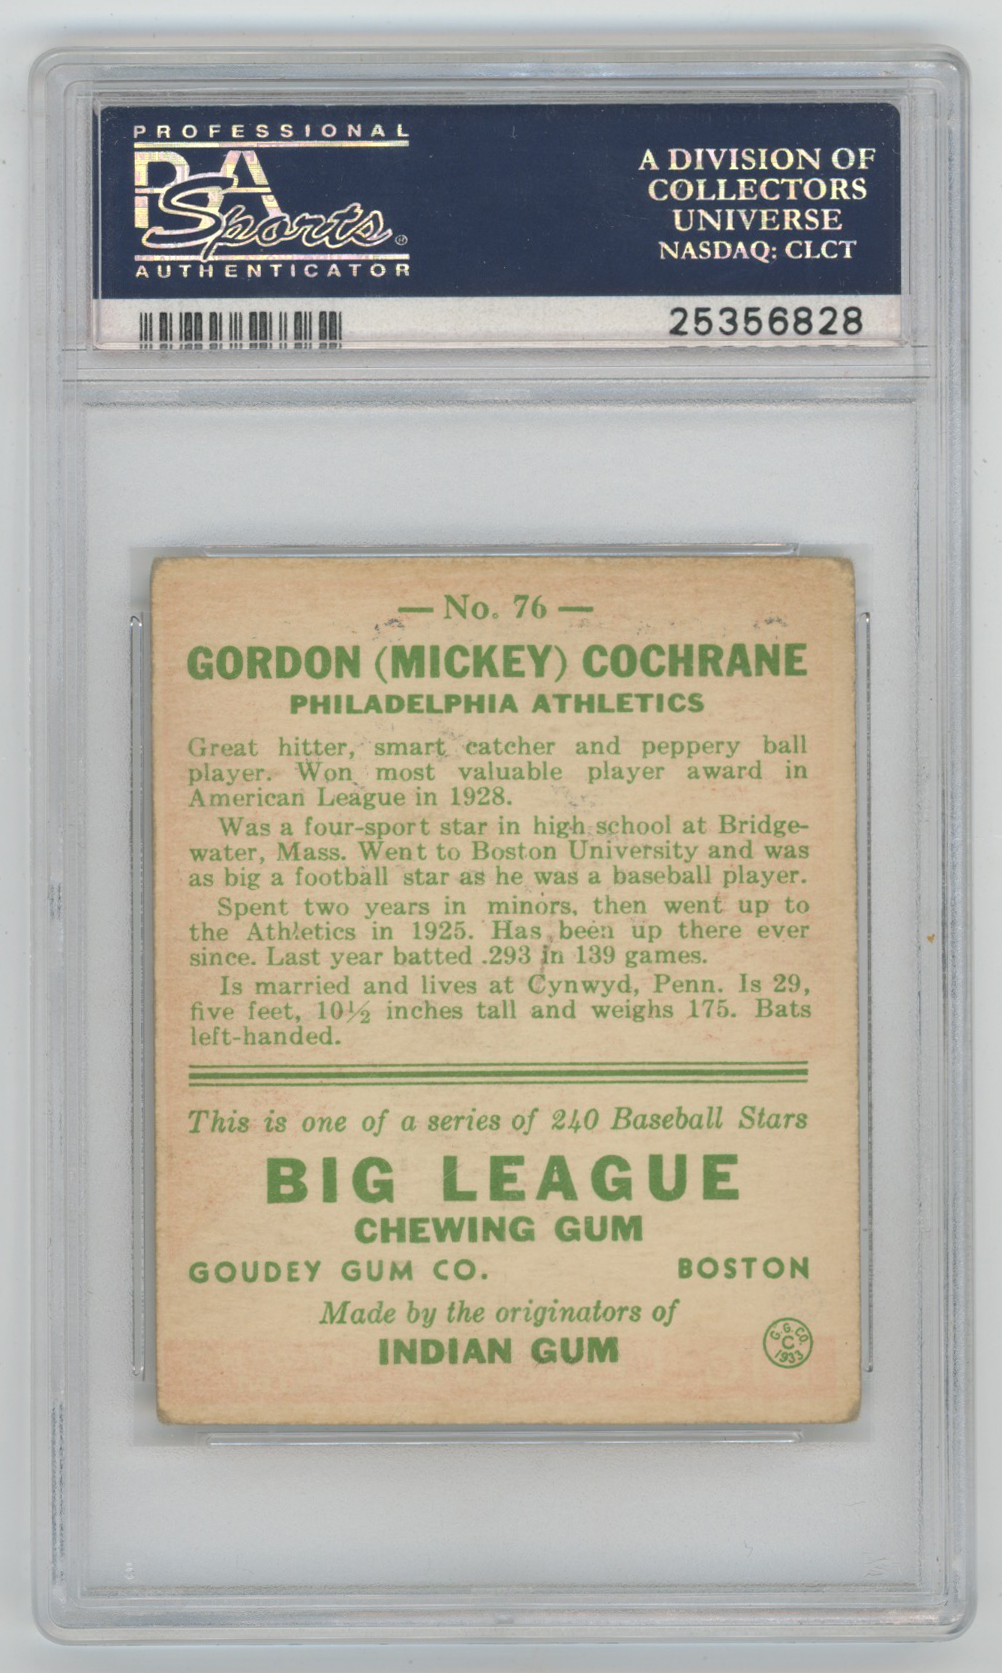 PROFESSIONAL
PSA
Sports®
AUTHENTICATOR
A DIVISION OF
COLLECTORS
UNIVERSE
NASDAQ: CLCT
25356828
— No. 76 —
GORDON (MICKEY) COCHRANE
PHILADELPHIA ATHLETICS
Great hitter, smart catcher and peppery ball
player. Won most valuable player award in
American League in 1928.
Was a four-sport star in high school at Bridge-
water, Mass. Went to Boston University and was
as big a football star as he was a baseball player.
Spent two years in minors, then went up to
the Athletics in 1925. Has been up there ever
since. Last year batted .293 in 139 games.
Is married and lives at Cynwyd, Penn. Is 29,
five feet, 10½ inches tall and weighs 175. Bats
left-handed.
This is one of a series of 240 Baseball Stars
BIG LEAGUE
CHEWING GUM
GOUDEY GUM CO. BOSTON
Made by the originators of
INDIAN GUM
G. G. CO.
C
1933